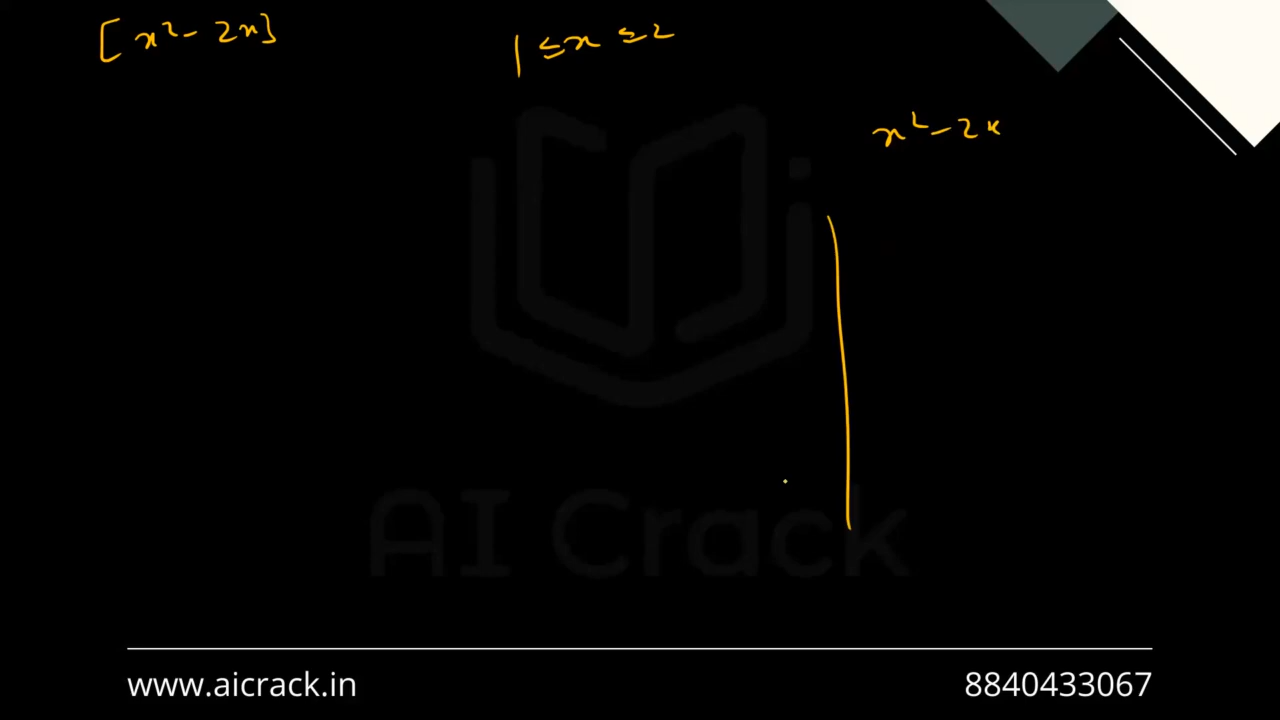 [x² - 2x] 1 ≤ x ≤ 2
x² - 2x
AI Crack
www.aicrack.in 8840433067